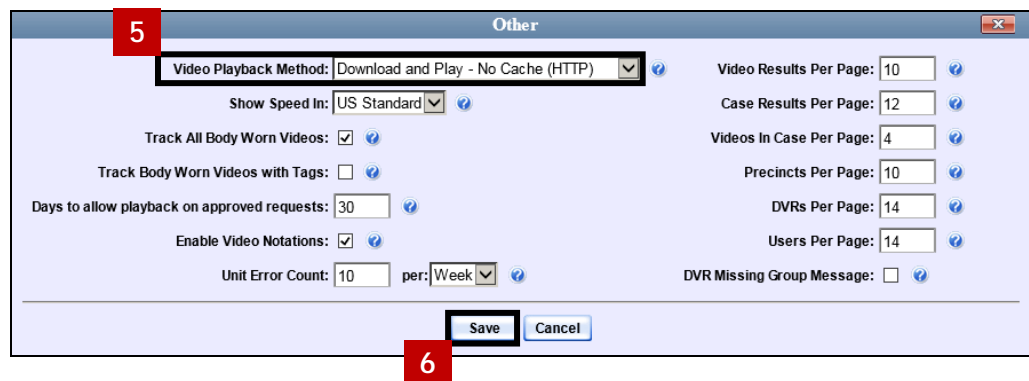 5
Other
Video Playback Method: Download and Play - No Cache (HTTP)
Video Results Per Page: 10
Show Speed In: US Standard
Case Results Per Page: 12
Track All Body Worn Videos:
Videos In Case Per Page: 4
Track Body Worn Videos with Tags:
Precincts Per Page: 10
Days to allow playback on approved requests: 30
DVRs Per Page: 14
Enable Video Notations:
Users Per Page: 14
Unit Error Count: 10 per: Week
DVR Missing Group Message:
Save Cancel
6